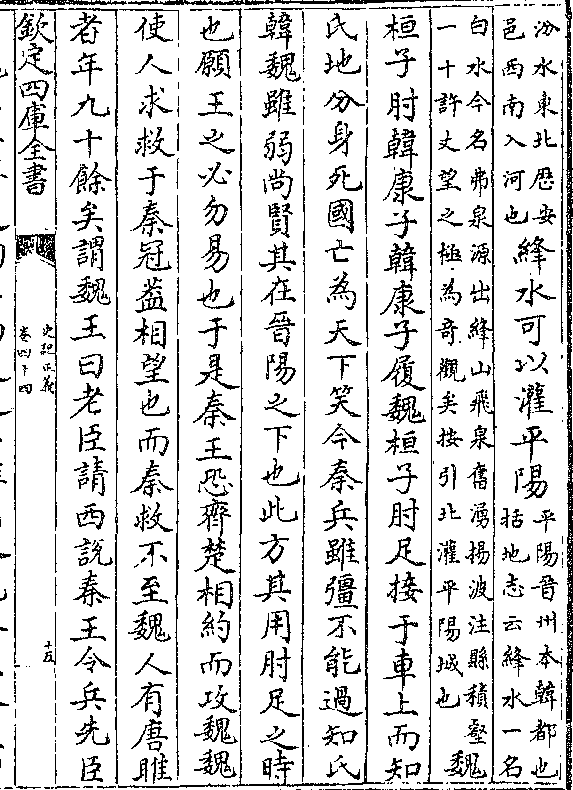 汾水東北歴安
邑西南入河也
絳水可以灌平陽
平陽晉州本韓都也
括地志云絳水一名
白水今名弗泉源出絳山飛泉奮湧揚波注縣積壑
一十許丈望之極為奇觀矣按引北灌平陽城也
魏
桓子肘韓康子韓康子履魏桓子肘足接于車上而知
氏地分身死國亡為天下笑今秦兵雖彊不能過知氏
韓魏雖弱尚賢其在晉陽之下也此方其用肘足之時
也願王之必勿易也于是秦王恐齊楚相約而攻魏魏
使人求救于秦冠葢相望也而秦救不至魏人有唐雎
者年九十餘矣謂魏王曰老臣請西說秦王令兵先臣
欽定四庫全書
史記正義
卷四十四
十五